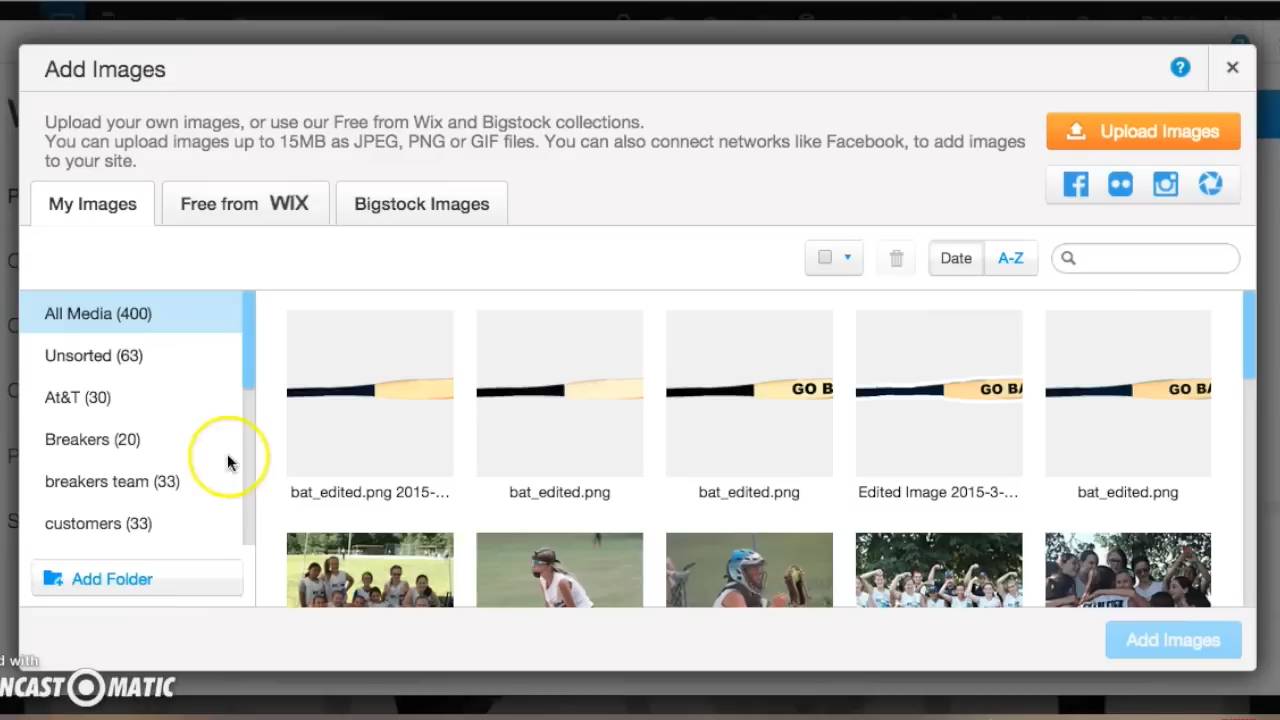 Add Images
?
Upload your own images, or use our Free from Wix and Bigstock collections.
You can upload images up to 15MB as JPEG, PNG or GIF files. You can also connect networks like Facebook, to add images
to your site.
Upload Images
My Images
Free from WIX
Bigstock Images
Date
A-Z
All Media (400)
Unsorted (63)
At&T (30)
Breakers (20)
breakers team (33)
customers (33)
Add Folder
GO B
GO BA
GO BA
bat_edited.png 2015-...
bat_edited.png
bat_edited.png
Edited Image 2015-3-...
bat_edited.png
Add Images
d with
NCAST-O-MATIC